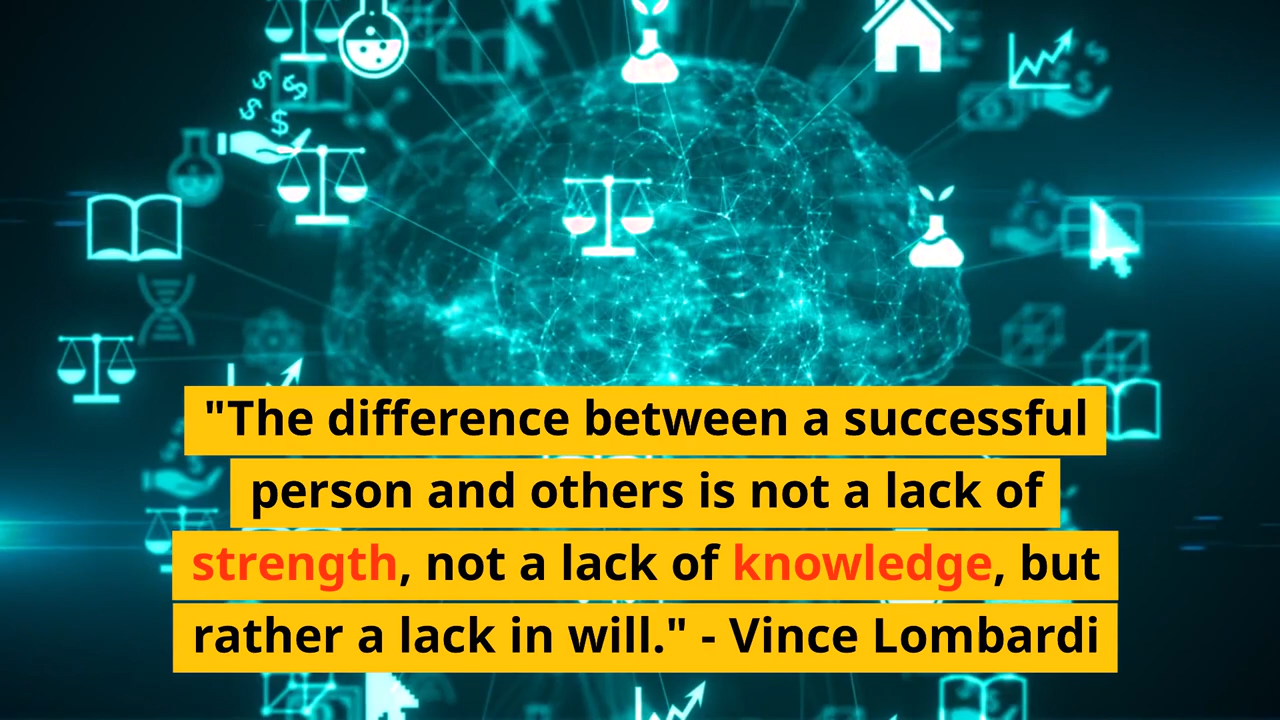 "The difference between a successful
person and others is not a lack of
strength, not a lack of knowledge, but
rather a lack in will." - Vince Lombardi